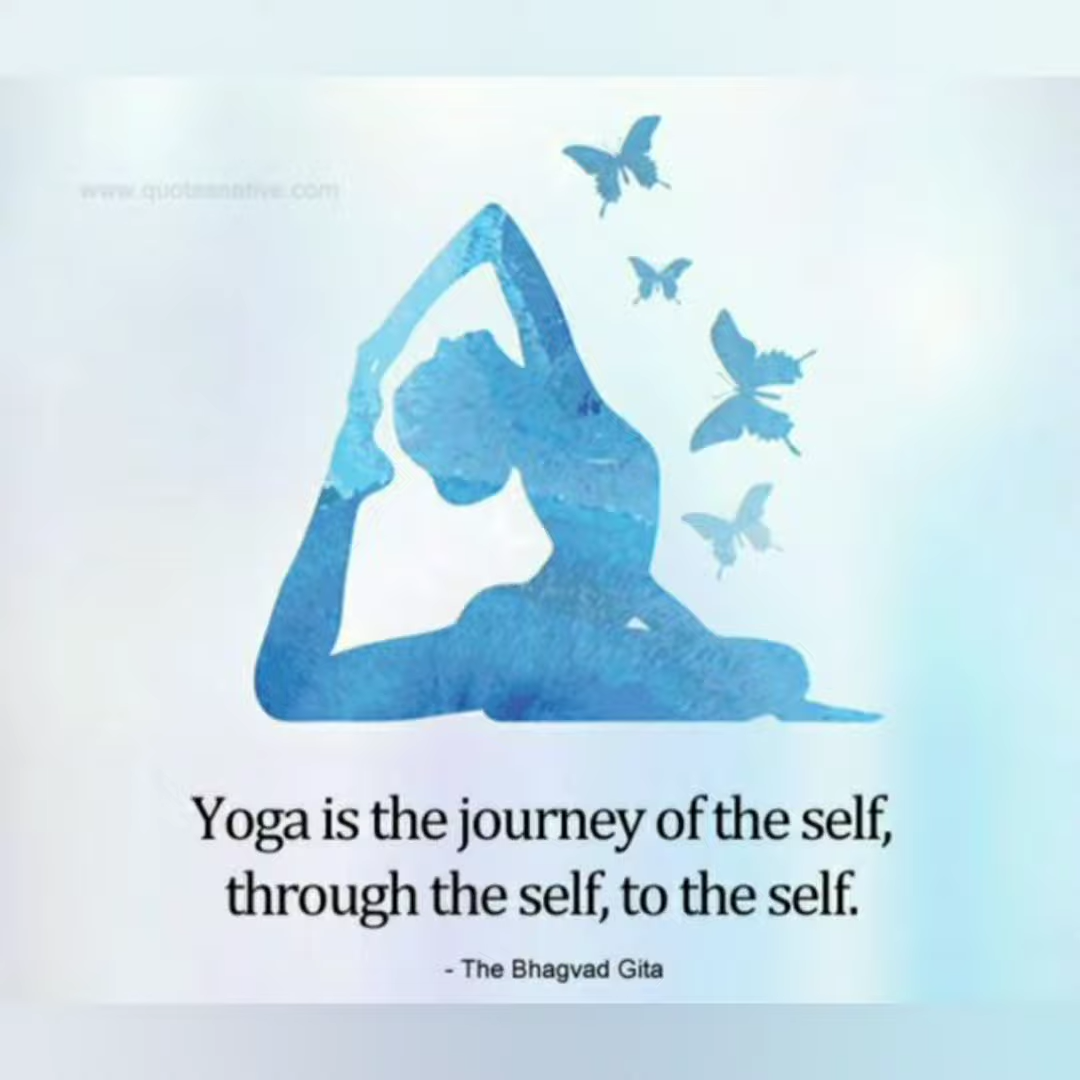 www.quotesnative.com
Yoga is the journey of the self,
through the self, to the self.
- The Bhagvad Gita